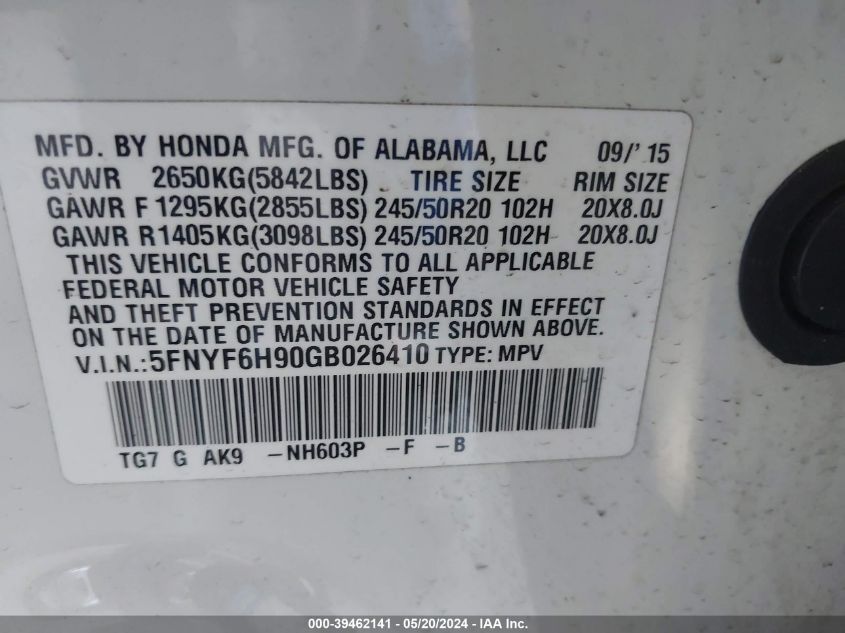 MFD. BY HONDA MFG. OF ALABAMA, LLC 09/'15
GVWR 2650KG(5842LBS) TIRE SIZE RIM SIZE
GAWR F 1295KG(2855LBS) 245/50R20 102H 20X8.0J
GAWR R1405KG(3098LBS) 245/50R20 102H 20X8.0J
THIS VEHICLE CONFORMS TO ALL APPLICABLE
FEDERAL MOTOR VEHICLE SAFETY
AND THEFT PREVENTION STANDARDS IN EFFECT
ON THE DATE OF MANUFACTURE SHOWN ABOVE.
V.I.N.:5FNYF6H90GB026410 TYPE: MPV
TG7 G AK9 -NH603P -F -B
000-39462141 - 05/20/2024 - IAA Inc.